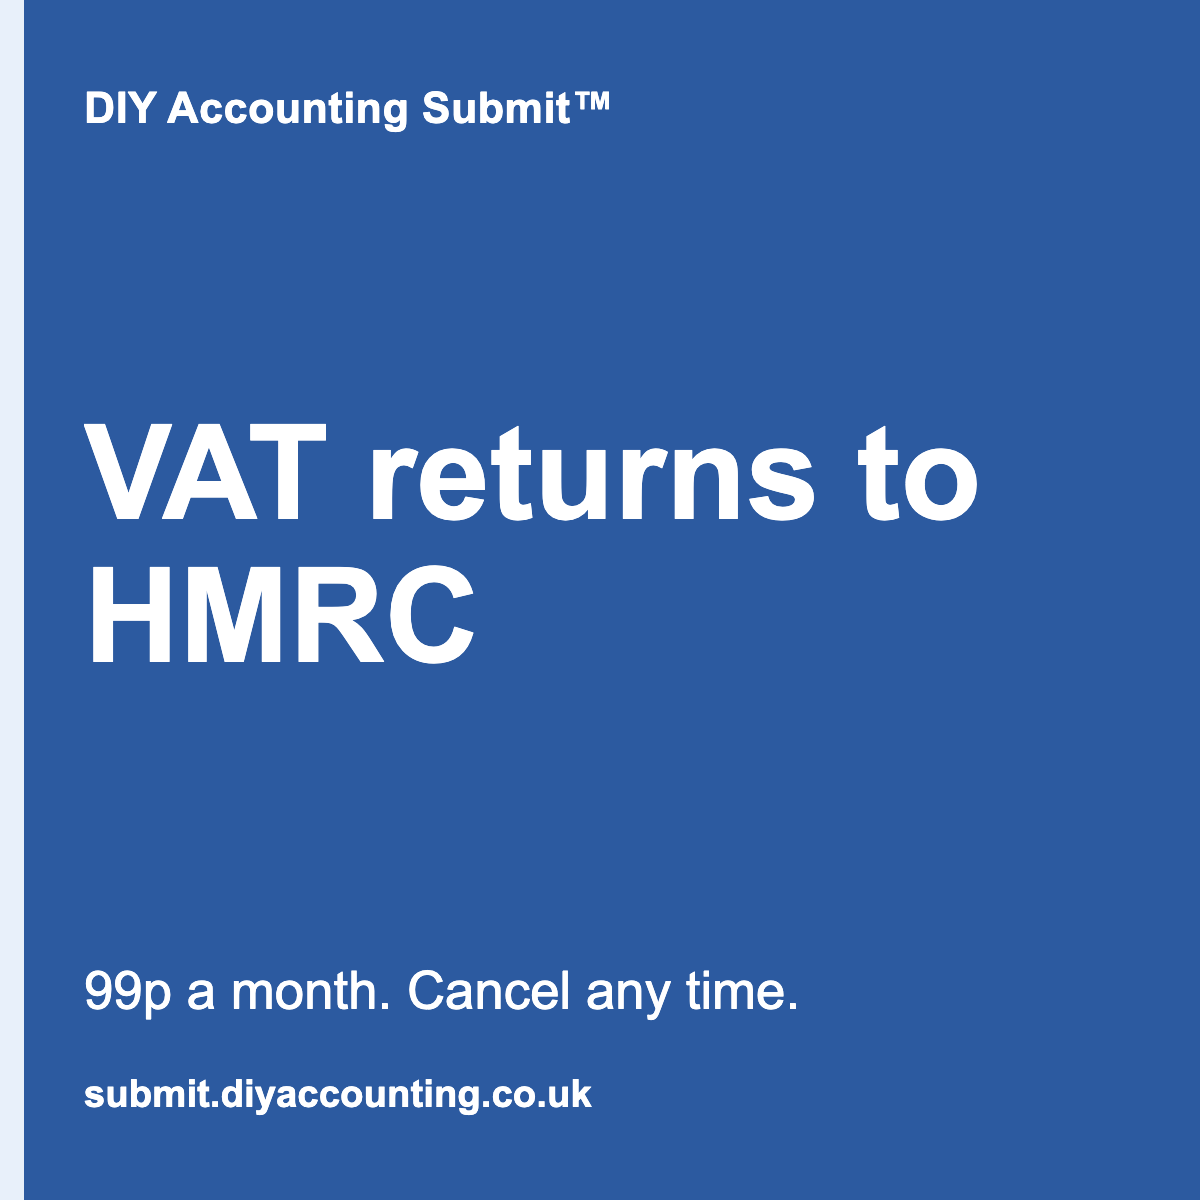 DIY Accounting Submit™
VAT returns to
HMRC
99p a month. Cancel any time.
submit.diyaccounting.co.uk